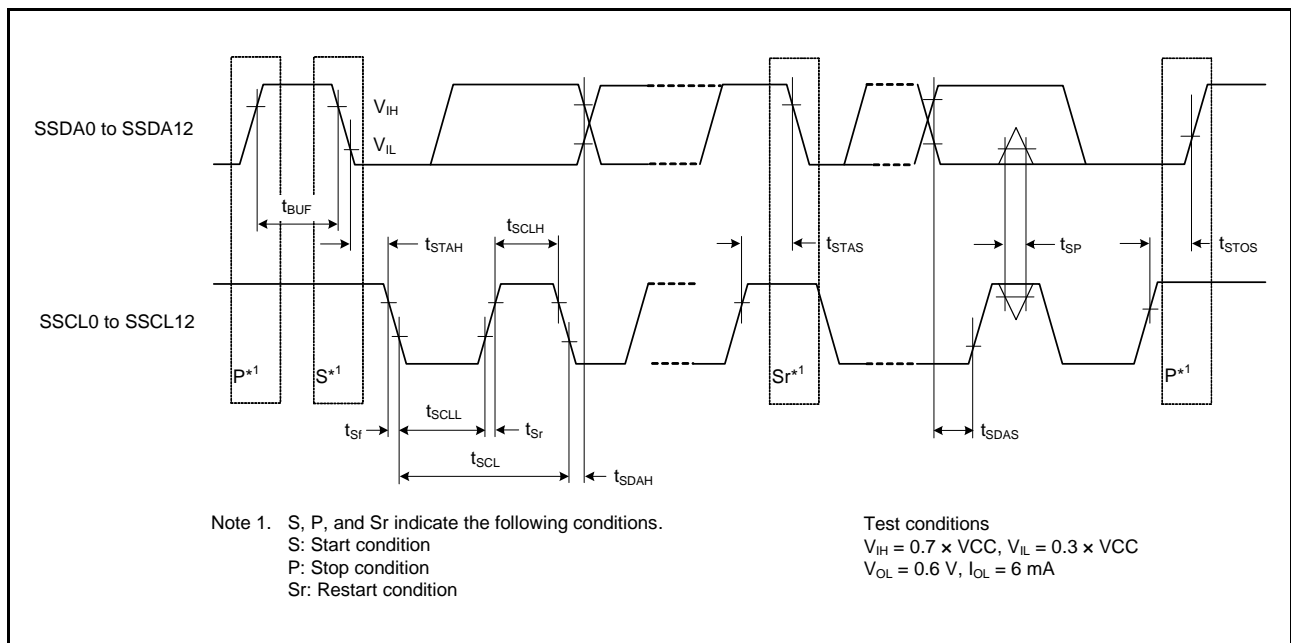 SSDA0 to SSDA12
VIH
VIL
tBUF
tSTAH
tSCLH
tSTAS
tSP
tSTOS
SSCL0 to SSCL12
P*1
S*1
Sr*1
P*1
tSCLL
tSf
tSr
tSDAS
tSCL
tSDAH
Note 1. S, P, and Sr indicate the following conditions.
S: Start condition
P: Stop condition
Sr: Restart condition
Test conditions
VIH = 0.7 × VCC, VIL = 0.3 × VCC
VOL = 0.6 V, IOL = 6 mA